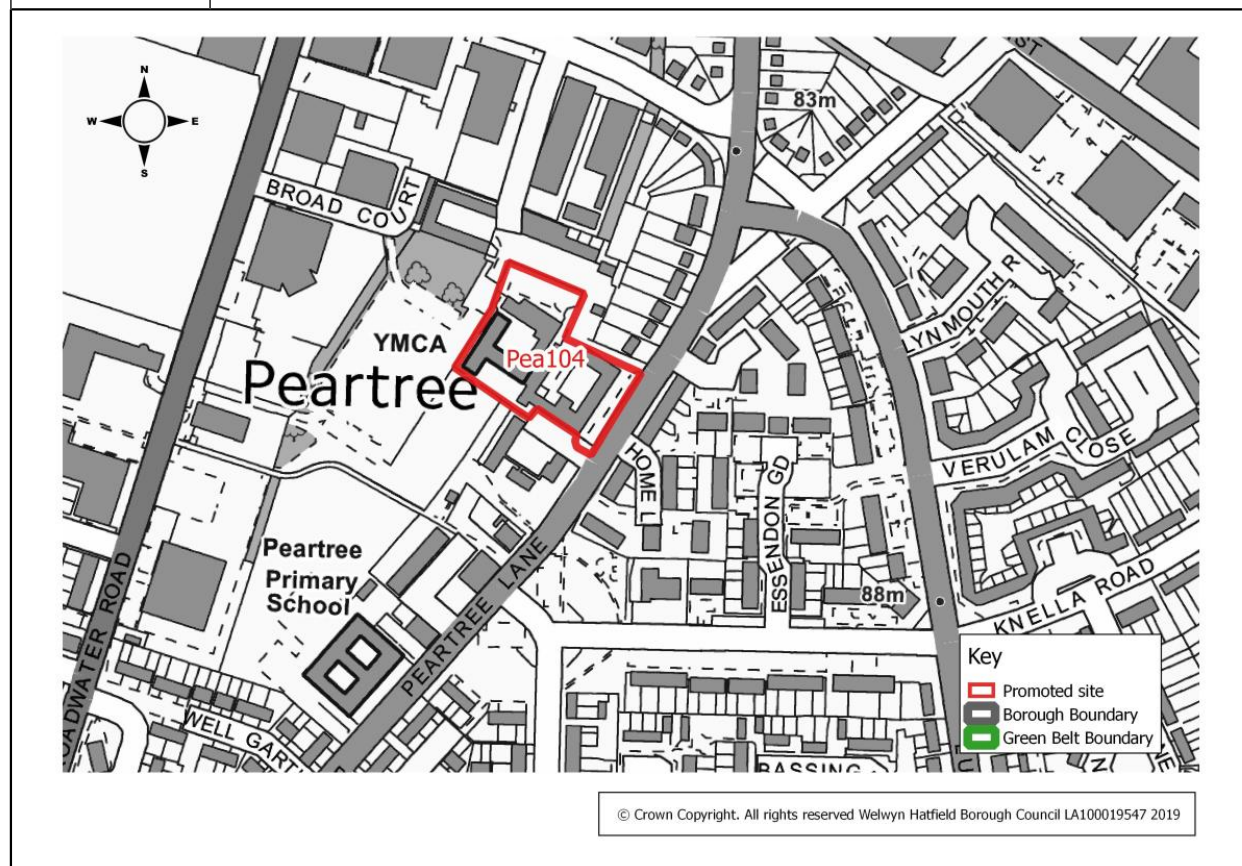 N
W
E
S
83m
BROAD COURT
LYNMOUTH R
YMCA
Pea104
Peartree
HOME L
VERULAM CLOSE
ESSENDON GD
Peartree
Primary
School
PEARTREE LANE
88m
KNELLA ROAD
OADWATER ROAD
WELL GARTH
BASSING
Key
Promoted site
Borough Boundary
Green Belt Boundary
© Crown Copyright. All rights reserved Welwyn Hatfield Borough Council LA100019547 2019